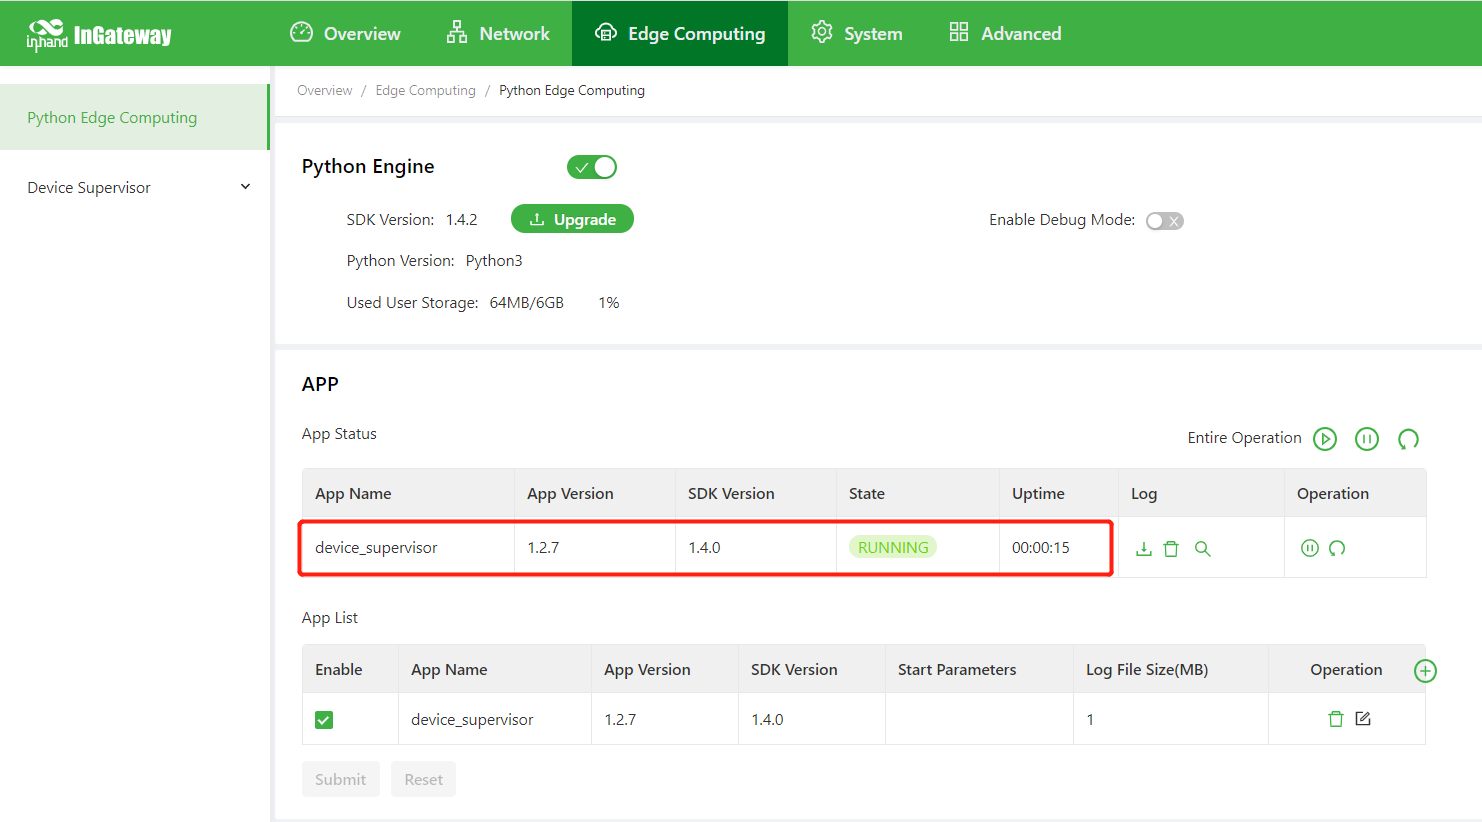 inhand InGateway Overview Network Edge Computing System Advanced
Overview / Edge Computing / Python Edge Computing
Python Edge Computing
Device Supervisor
Python Engine
SDK Version: 1.4.2 Upgrade Enable Debug Mode:
Python Version: Python3
Used User Storage: 64MB/6GB 1%
APP
App Status Entire Operation
App Name App Version SDK Version State Uptime Log Operation
device_supervisor 1.2.7 1.4.0 RUNNING 00:00:15
App List
Enable App Name App Version SDK Version Start Parameters Log File Size(MB) Operation
device_supervisor 1.2.7 1.4.0 1
Submit Reset